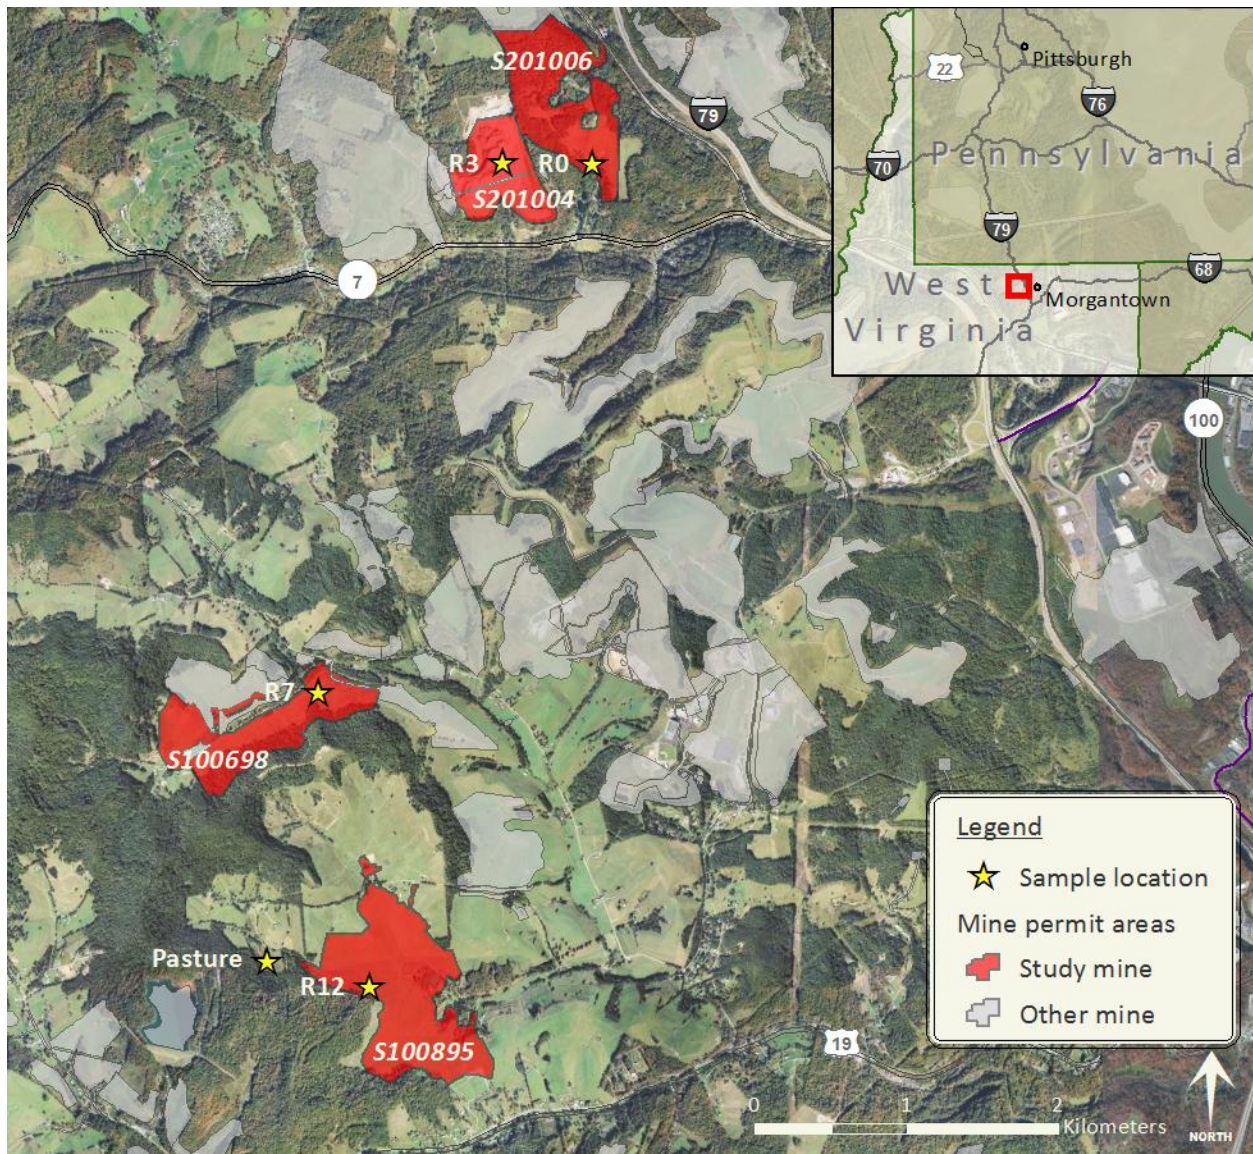 S201006
79
R3
R0
S201004
7
Pittsburgh
22
76
70
Pennsylvania
79
68
West
Virginia
Morgantown
100
R7
S100698
Pasture
R12
S100895
19
Legend
Sample location
Mine permit areas
Study mine
Other mine
0 1 2
Kilometers
NORTH